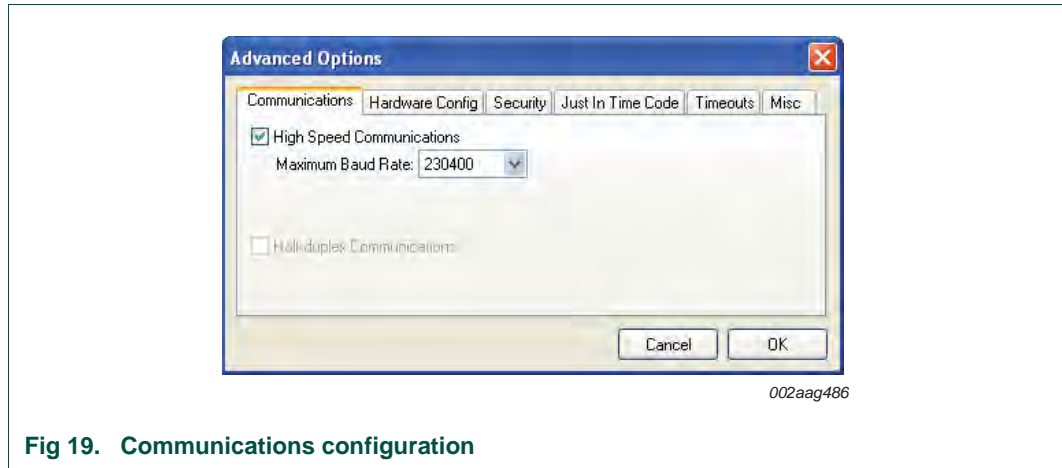 Advanced Options
Communications Hardware Config Security Just In Time Code Timeouts Misc
High Speed Communications
Maximum Baud Rate: 230400
Half-duplex Communications
Cancel OK
002aag486
Fig 19. Communications configuration